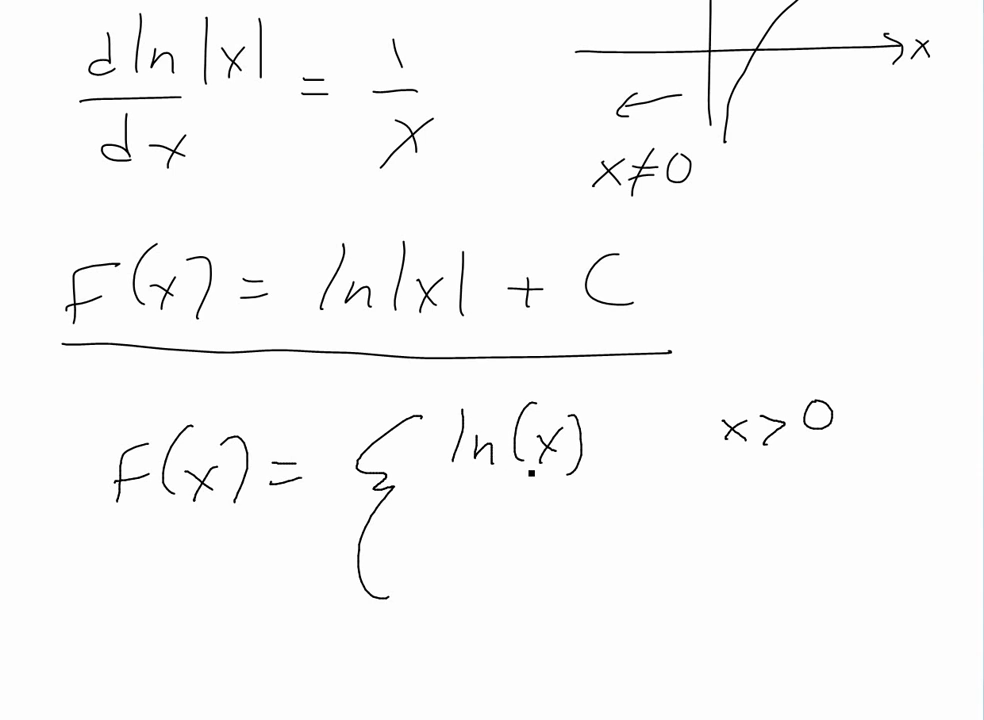 d ln |x| / dx = 1 / x
x
x ≠ 0
F(x) = ln|x| + C
F(x) = { ln(x) x > 0